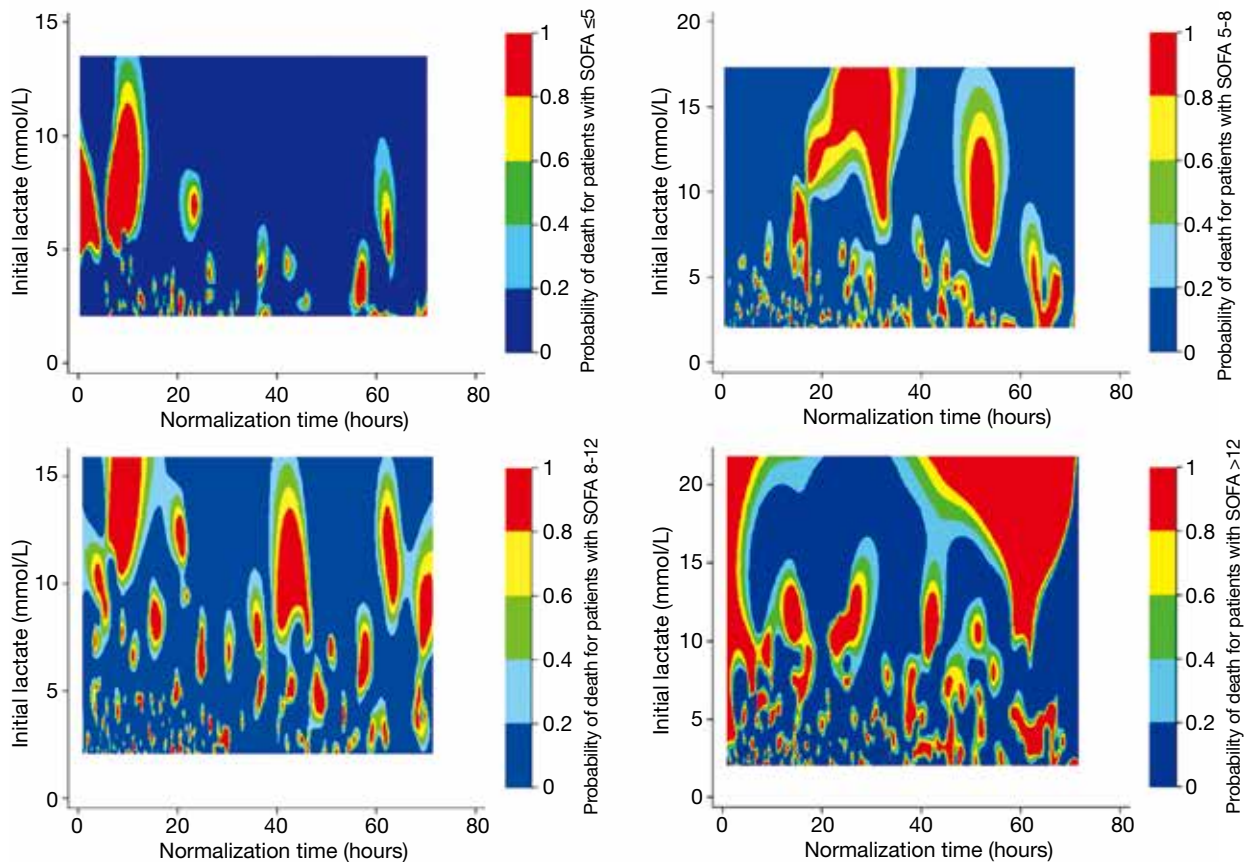 15
10
5
0
Initial lactate (mmol/L)
0 20 40 60 80
Normalization time (hours)
1
0.8
0.6
0.4
0.2
0
Probability of death for patients with SOFA ≤5
20
15
10
5
0
Initial lactate (mmol/L)
0 20 40 60 80
Normalization time (hours)
1
0.8
0.6
0.4
0.2
0
Probability of death for patients with SOFA 5-8
15
10
5
0
Initial lactate (mmol/L)
0 20 40 60 80
Normalization time (hours)
1
0.8
0.6
0.4
0.2
0
Probability of death for patients with SOFA 8-12
20
15
10
5
0
Initial lactate (mmol/L)
0 20 40 60 80
Normalization time (hours)
1
0.8
0.6
0.4
0.2
0
Probability of death for patients with SOFA >12